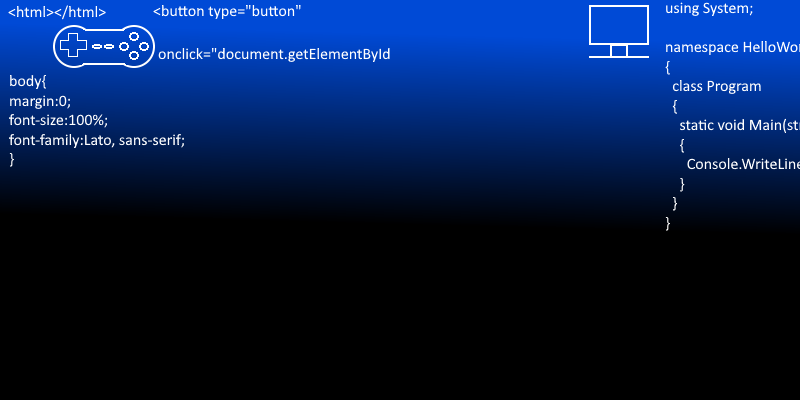 <html></html>
<button type="button"
onclick="document.getElementById
body{
margin:0;
font-size:100%;
font-family:Lato, sans-serif;
}
using System;
namespace HelloWor
{
class Program
{
static void Main(str
{
Console.WriteLine
}
}
}